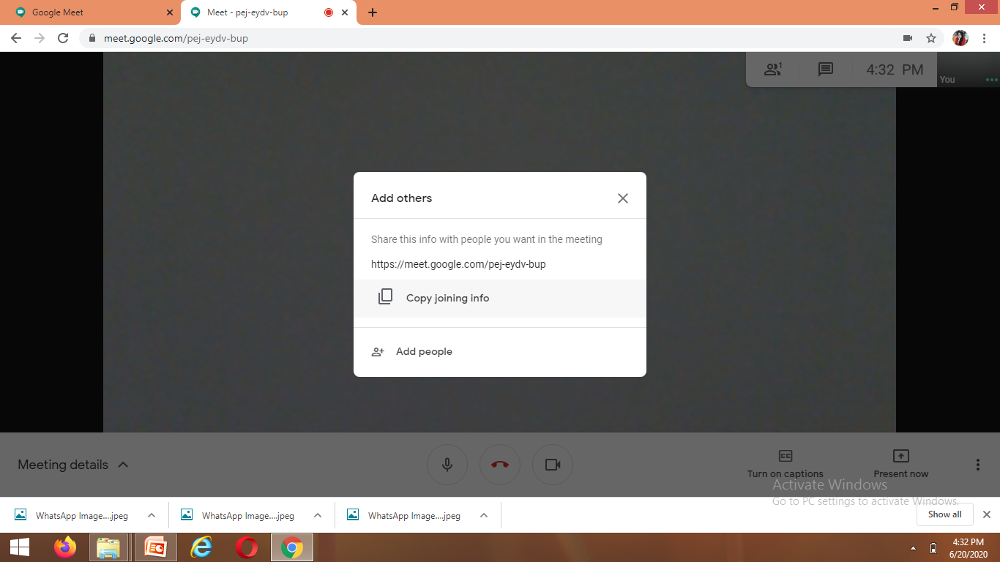 Google Meet
Meet - pej-eydv-bup
meet.google.com/pej-eydv-bup
1
4:32 PM
You
Add others
Share this info with people you want in the meeting
https://meet.google.com/pej-eydv-bup
Copy joining info
Add people
Meeting details
CC
Turn on captions
Present now
Activate Windows
Go to PC settings to activate Windows.
WhatsApp Image....jpeg
WhatsApp Image....jpeg
WhatsApp Image....jpeg
Show all
4:32 PM
6/20/2020